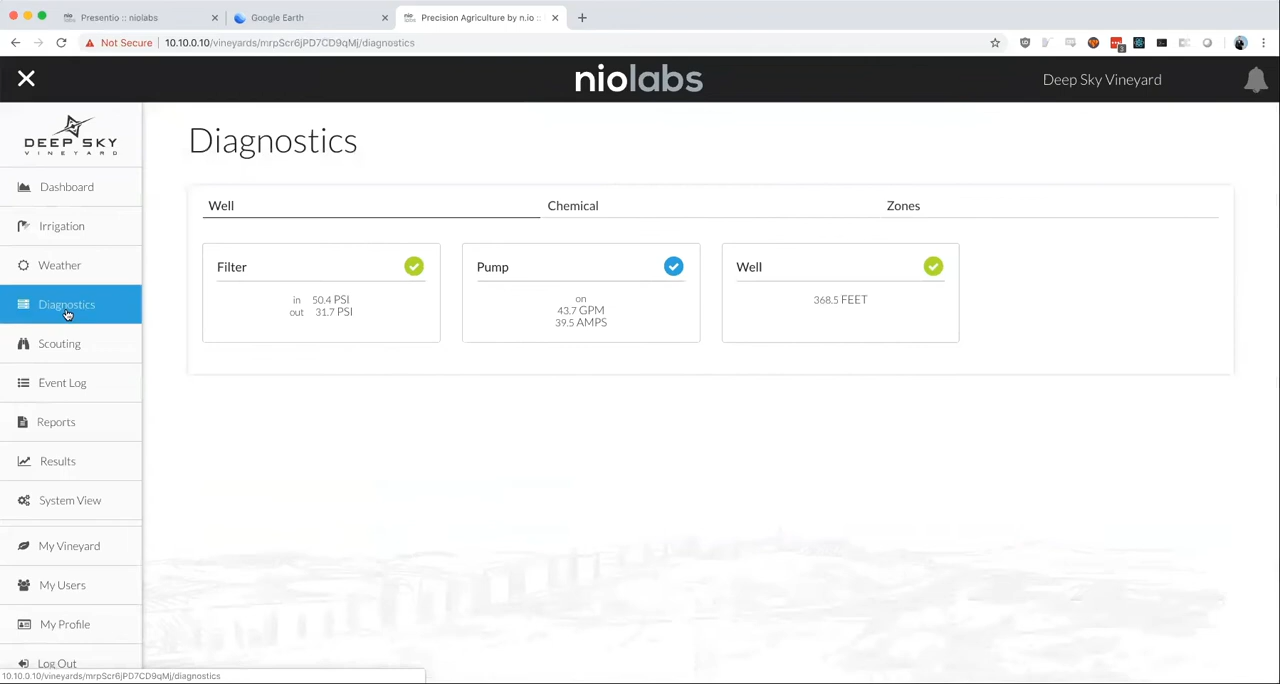 Presentio :: niolabs
Google Earth
Precision Agriculture by n.io ::
Not Secure
10.10.0.10/vineyards/mrpScr6jPD7CD9qMj/diagnostics
3
niolabs
Deep Sky Vineyard
DEEP SKY
VINEYARD
Dashboard
Irrigation
Weather
Diagnostics
Scouting
Event Log
Reports
Results
System View
My Vineyard
My Users
My Profile
Log Out
Diagnostics
Well
Chemical
Zones
Filter
in 50.4 PSI
out 31.7 PSI
Pump
on
43.7 GPM
39.5 AMPS
Well
368.5 FEET
10.10.0.10/vineyards/mrpScr6jPD7CD9qMj/diagnostics